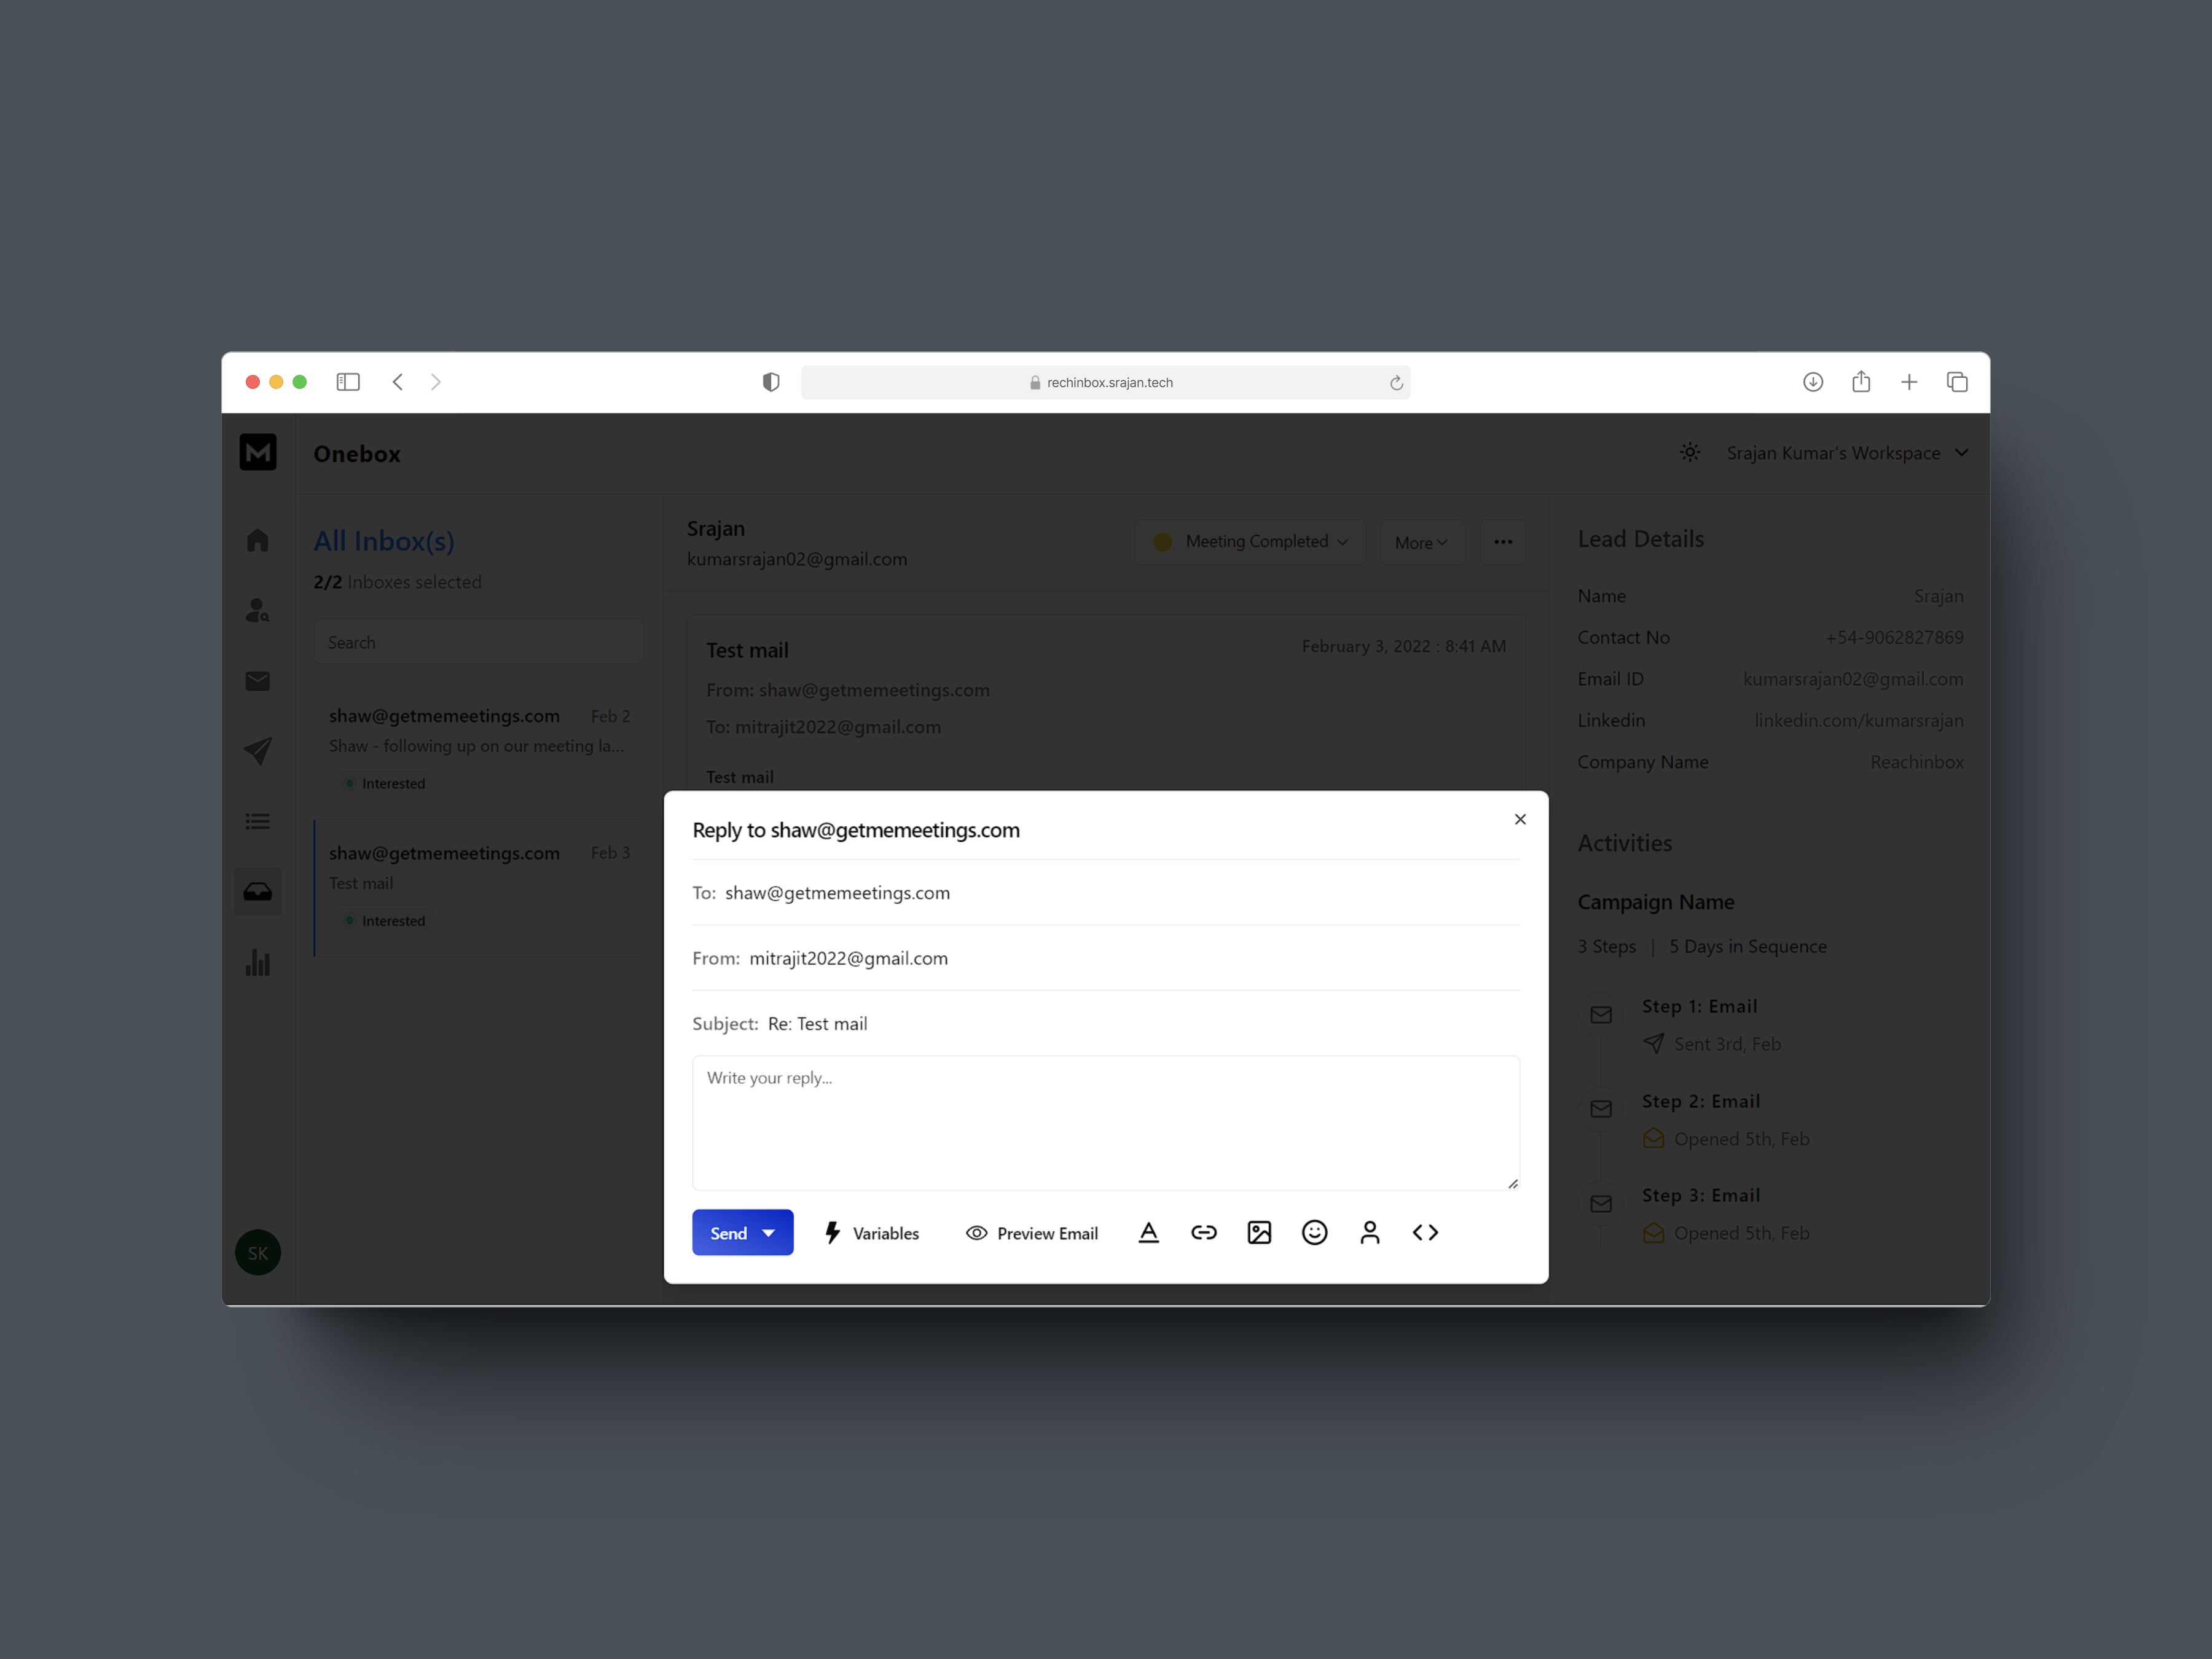 rechinbox.srajan.tech
M
Onebox
Srajan Kumar's Workspace
All Inbox(s)
2/2 Inboxes selected
Search
shaw@getmemeetings.com Feb 2
Shaw - following up on our meeting la...
Interested
shaw@getmemeetings.com Feb 3
Test mail
Interested
SK
Srajan
kumarsrajan02@gmail.com
Meeting Completed
More
Test mail
February 3, 2022 : 8:41 AM
From: shaw@getmemeetings.com
To: mitrajit2022@gmail.com
Test mail
Reply to shaw@getmemeetings.com
To: shaw@getmemeetings.com
From: mitrajit2022@gmail.com
Subject: Re: Test mail
Write your reply...
Send
Variables
Preview Email
Lead Details
Name Srajan
Contact No +54-9062827869
Email ID kumarsrajan02@gmail.com
Linkedin linkedin.com/kumarsrajan
Company Name Reachinbox
Activities
Campaign Name
3 Steps | 5 Days in Sequence
Step 1: Email
Sent 3rd, Feb
Step 2: Email
Opened 5th, Feb
Step 3: Email
Opened 5th, Feb